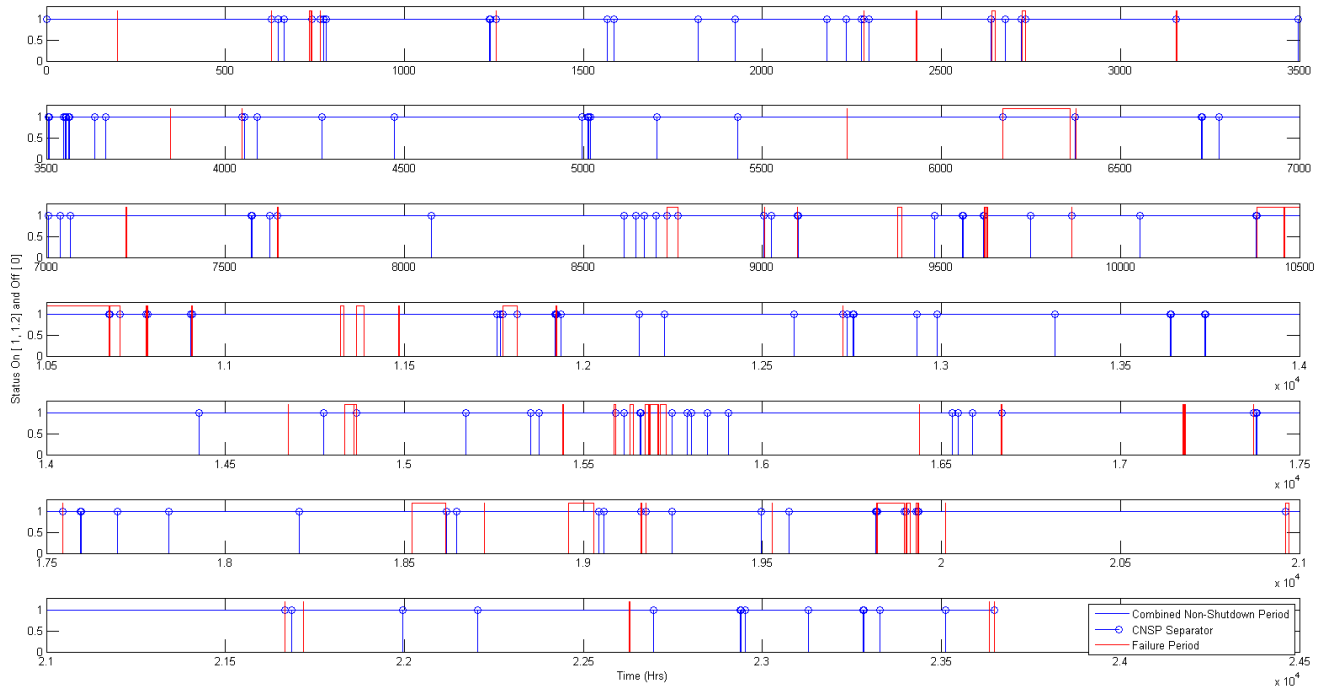 1
0.5
0
0 500 1000 1500 2000 2500 3000 3500
1
0.5
0
3500 4000 4500 5000 5500 6000 6500 7000
1
0.5
0
7000 7500 8000 8500 9000 9500 10000 10500
Status On [ 1, 1.2] and Off [ 0]
1
0.5
0
1.05 1.1 1.15 1.2 1.25 1.3 1.35 1.4
x 10^4
1
0.5
0
1.4 1.45 1.5 1.55 1.6 1.65 1.7 1.75
x 10^4
1
0.5
0
1.75 1.8 1.85 1.9 1.95 2 2.05 2.1
x 10^4
1
0.5
0
Combined Non-Shutdown Period
CNSP Separator
Failure Period
2.1 2.15 2.2 2.25 2.3 2.35 2.4 2.45
Time (Hrs)
x 10^4